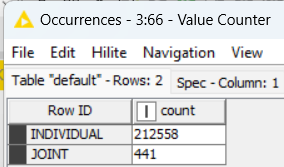 Occurrences - 3:66 - Value Counter
File Edit Hilite Navigation View
Table "default" - Rows: 2 Spec - Column: 1
Row ID I count
INDIVIDUAL 212558
JOINT 441